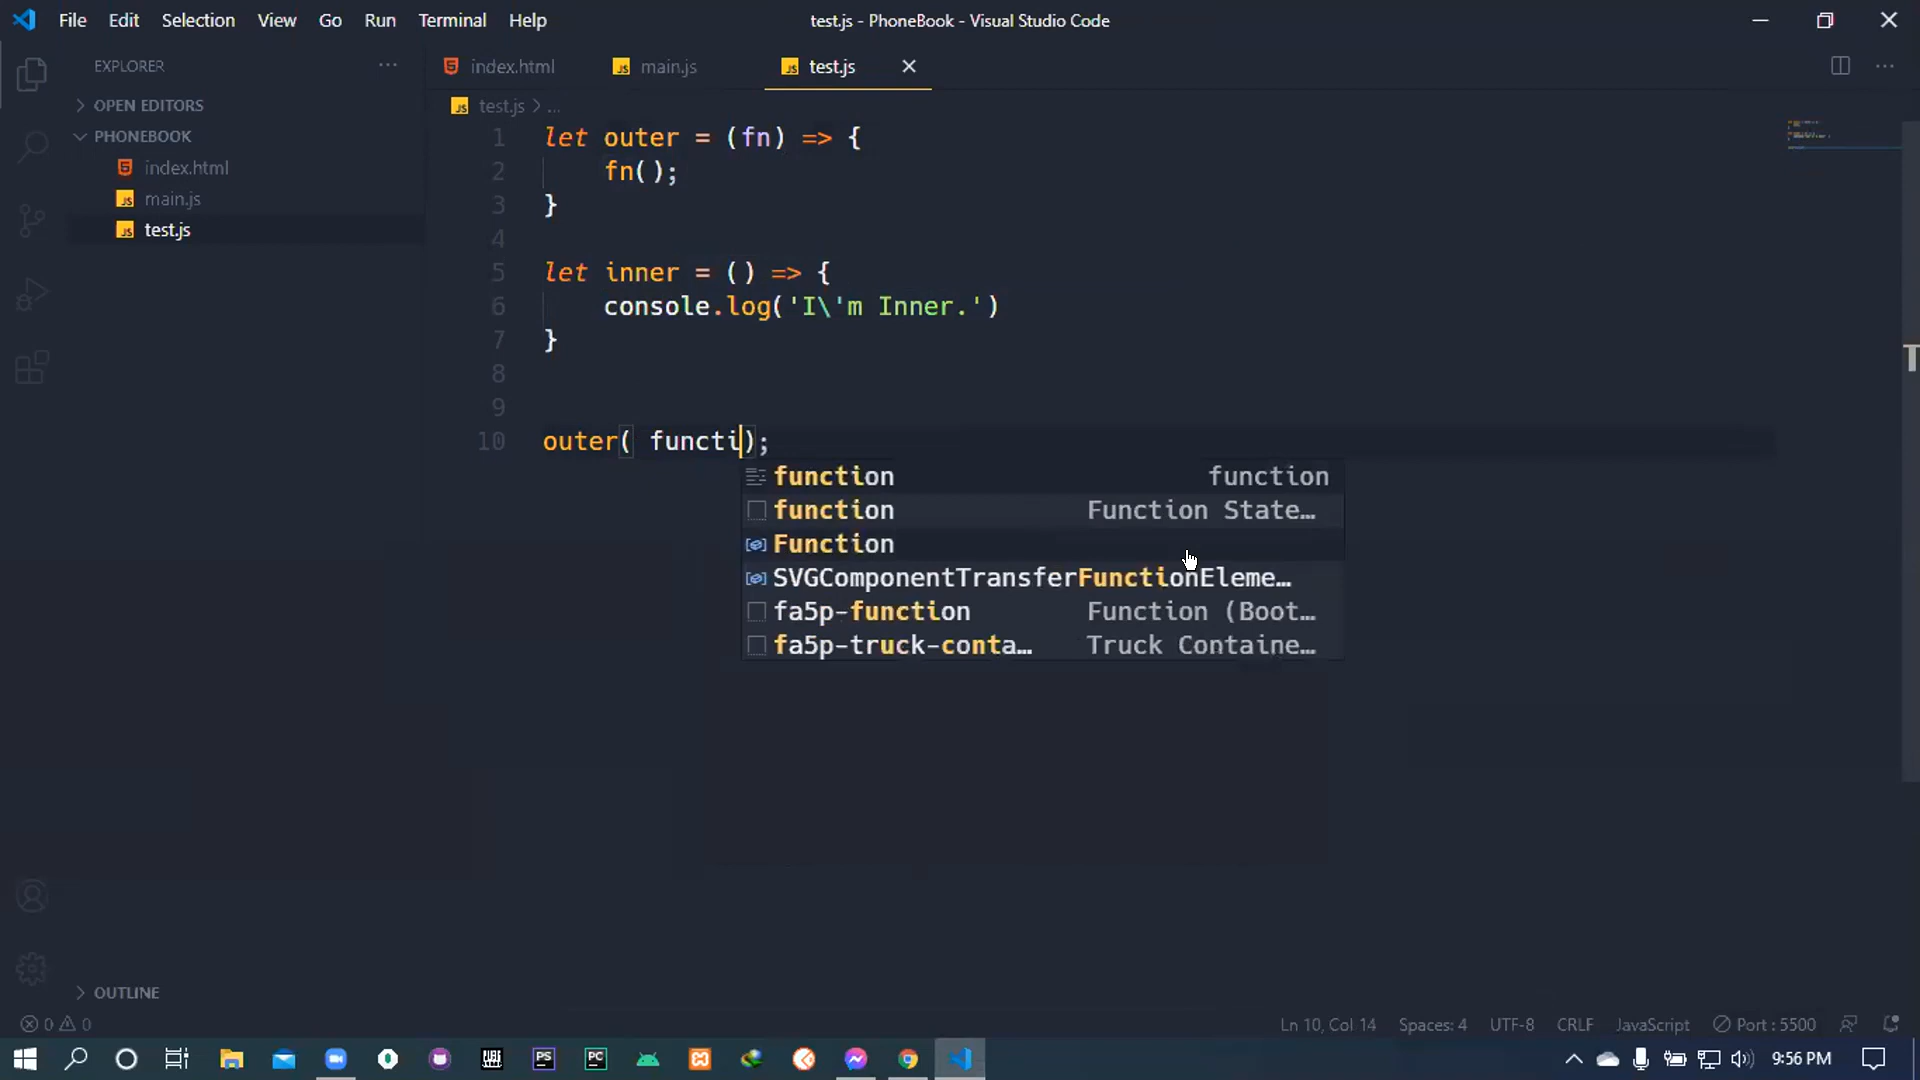 File Edit Selection View Go Run Terminal Help
test.js - PhoneBook - Visual Studio Code
EXPLORER ···
OPEN EDITORS
PHONEBOOK
index.html
main.js
test.js
index.html
main.js
test.js
test.js > ...
1 let outer = (fn) => {
2 fn();
3 }
4
5 let inner = () => {
6 console.log('I\'m Inner.')
7 }
8
9
10 outer( functi);
function function
function Function State…
Function
SVGComponentTransferFunctionEleme…
fa5p-function Function (Boot…
fa5p-truck-conta… Truck Containe…
OUTLINE
0 0
Ln 10, Col 14 Spaces: 4 UTF-8 CRLF JavaScript Port : 5500
9:56 PM